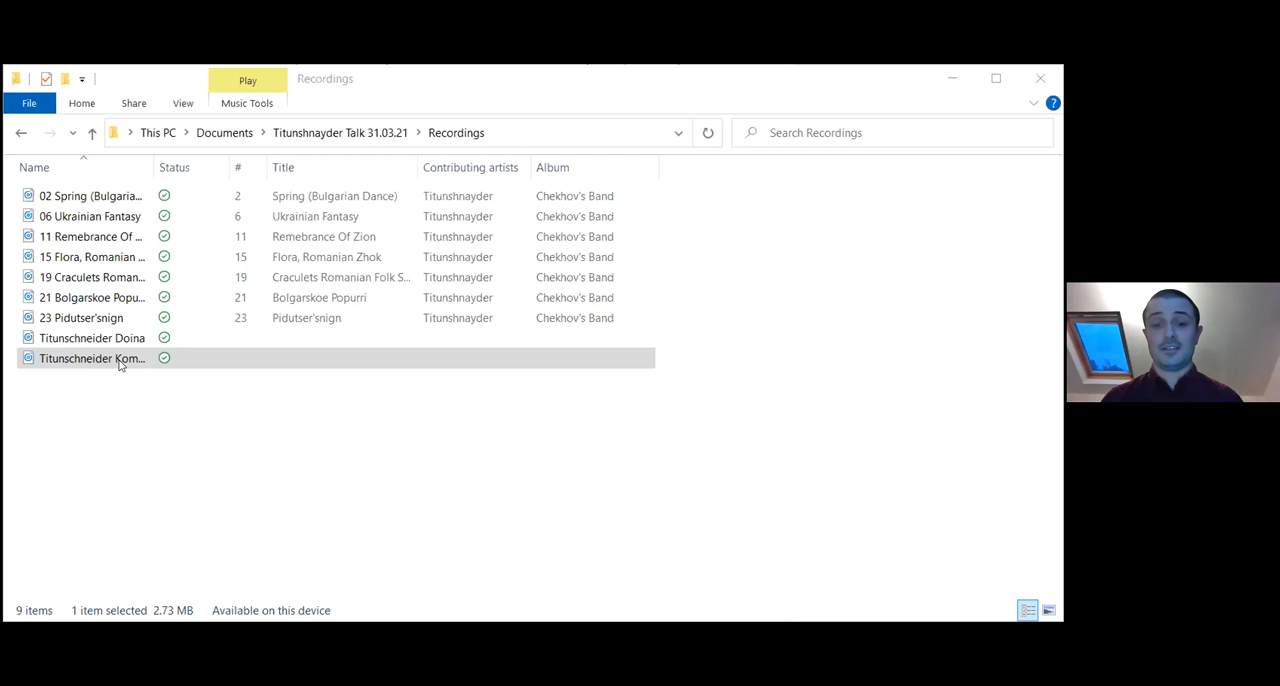 Play
Recordings
File
Home
Share
View
Music Tools
?
This PC
Documents
Titunshnayder Talk 31.03.21
Recordings
Search Recordings
Name
Status
#
Title
Contributing artists
Album
02 Spring (Bulgaria... 2 Spring (Bulgarian Dance) Titunshnayder Chekhov's Band
06 Ukrainian Fantasy 6 Ukrainian Fantasy Titunshnayder Chekhov's Band
11 Remebrance Of ... 11 Remebrance Of Zion Titunshnayder Chekhov's Band
15 Flora, Romanian ... 15 Flora, Romanian Zhok Titunshnayder Chekhov's Band
19 Craculets Roman... 19 Craculets Romanian Folk S... Titunshnayder Chekhov's Band
21 Bolgarskoe Popu... 21 Bolgarskoe Popurri Titunshnayder Chekhov's Band
23 Pidutser'snign 23 Pidutser'snign Titunshnayder Chekhov's Band
Titunschneider Doina
Titunschneider Kom...
9 items 1 item selected 2.73 MB Available on this device